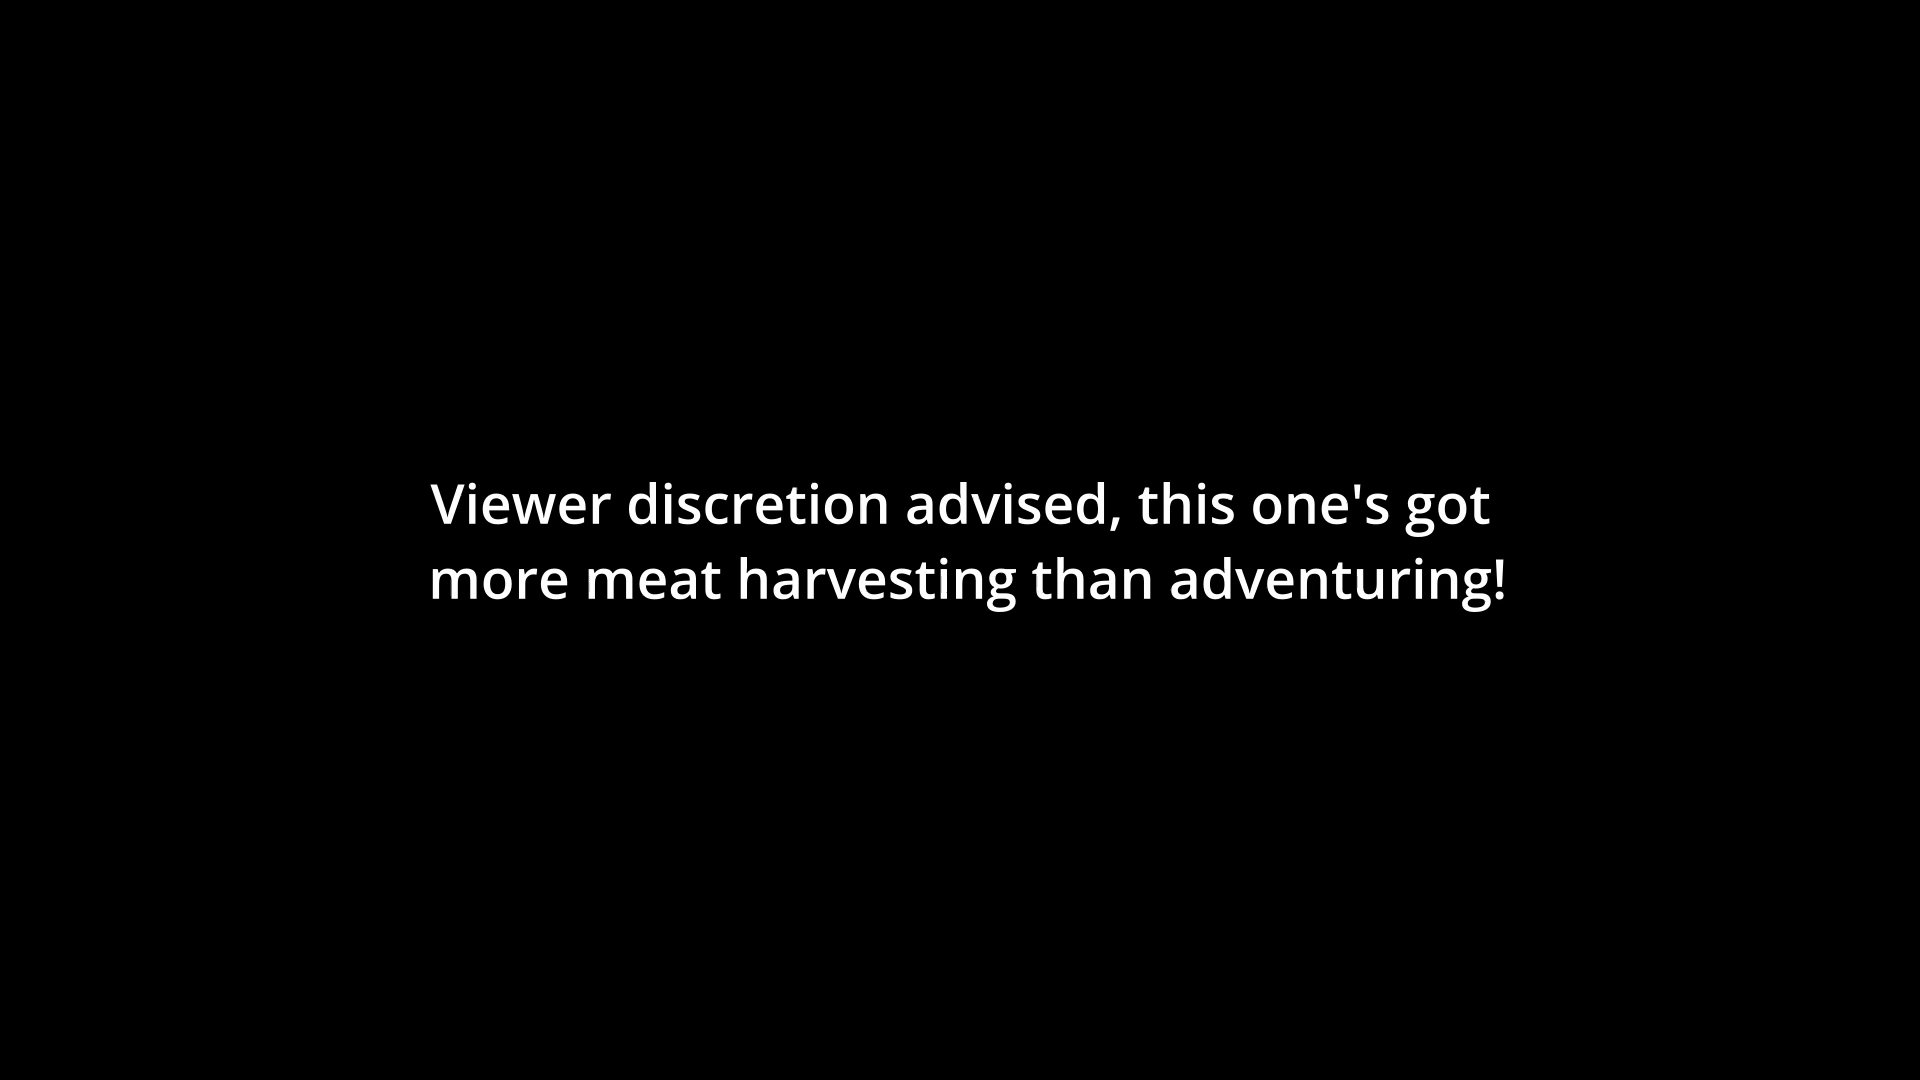 Viewer discretion advised, this one's got
more meat harvesting than adventuring!